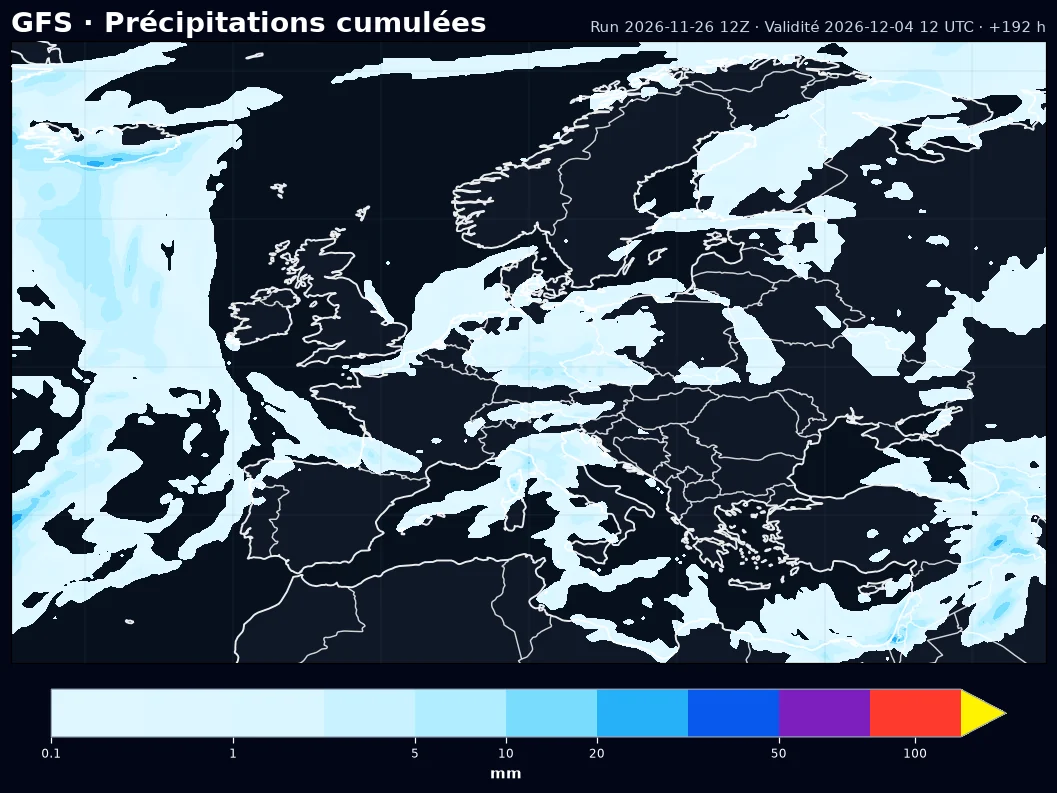 GFS · Précipitations cumulées
Run 2026-11-26 12Z · Validité 2026-12-04 12 UTC · +192 h
0.1 1 5 10 20 50 100
mm